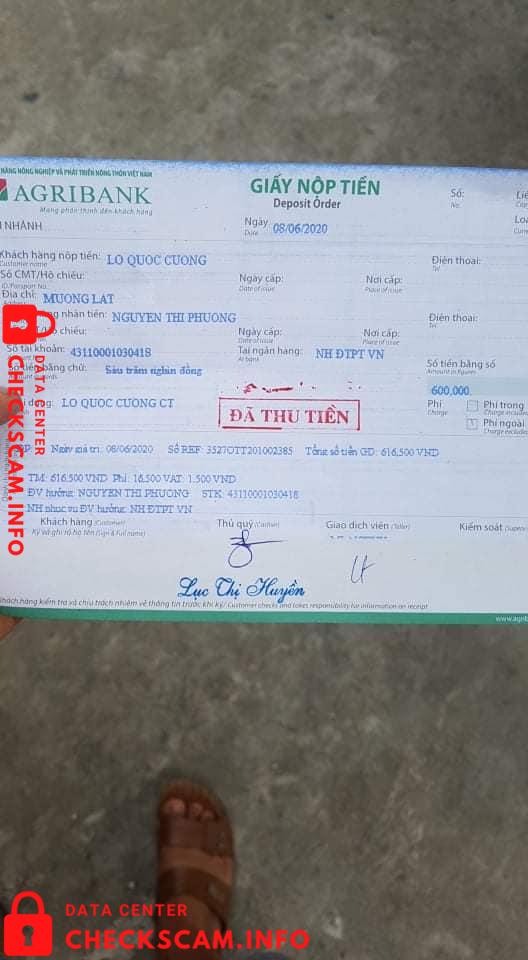 HÀNG NÔNG NGHIỆP VÀ PHÁT TRIỂN NÔNG THÔN VIỆT NAM
AGRIBANK
Mang phồn thịnh đến khách hàng
GIẤY NỘP TIỀN
Deposit Order
Số:
No.
NHÁNH
Ngày
Date
08/06/2020
Khách hàng nộp tiền: LO QUOC CUONG
Customer name
Điện thoại:
Tel
Số CMT/Hộ chiếu:
ID/Passport No.
Ngày cấp:
Date of issue
Nơi cấp:
Place of issue
Địa chỉ: MUONG LAT
nhận tiền: NGUYEN THI PHUONG
Điện thoại:
Tel
chiếu:
Ngày cấp:
Date of issue
Nơi cấp:
Place of issue
Số tài khoản: 43110001030418
Tại ngân hàng: NH ĐTPT VN
At bank
Số tiền bằng số
Amount in figures
bằng chữ: Sáu trăm nghìn đồng
600,000.
LO QUOC CUONG CT
ĐÃ THU TIỀN
Phí
Charge
Phí trong
Charge included
Phí ngoài
Charge excluded
Ngày giá trị: 08/06/2020 Số REF: 3527OTT201002385 Tổng số tiền GD: 616,500 VND
TM: 616,500 VND Phí: 16,500 VAT: 1,500 VND
ĐV hưởng: NGUYEN THI PHUONG STK: 43110001030418
NH phục vụ ĐV hưởng: NH ĐTPT VN
Khách hàng (Customer)
Ký và ghi rõ họ tên (Sign & Full name)
Thủ quỹ (Cashier)
Giao dịch viên (Teller)
Kiểm soát
Lục Thị Huyền
hách hàng kiểm tra và chịu trách nhiệm về thông tin trước khi ký/ Customer checks and takes responsibility for information on receipt
www.agrib
DATA CENTER
CHECKSCAM.INFO
DATA CENTER
CHECKSCAM.INFO